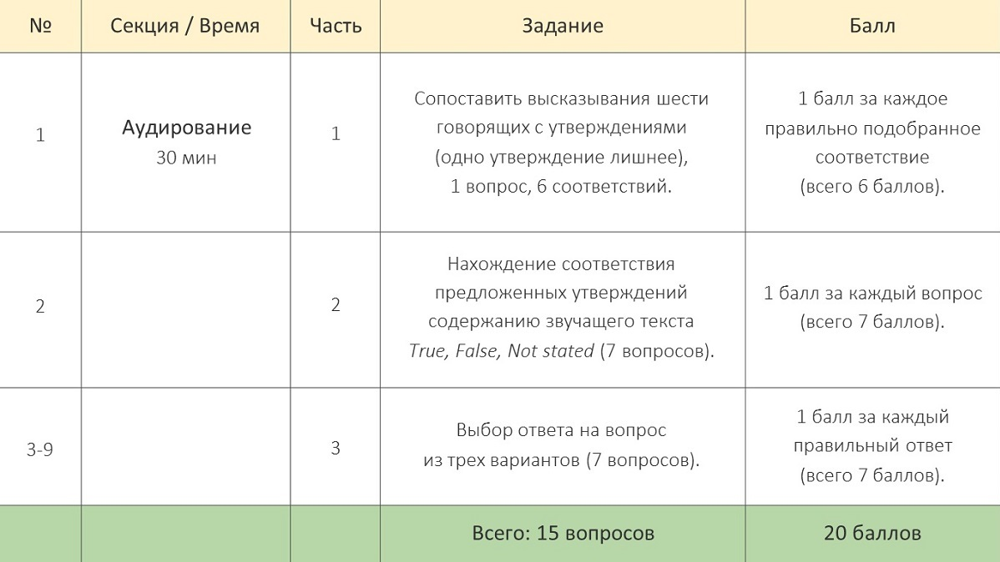 № Секция / Время Часть Задание Балл
1
Аудирование
30 мин
1
Сопоставить высказывания шести
говорящих с утверждениями
(одно утверждение лишнее),
1 вопрос, 6 соответствий.
1 балл за каждое
правильно подобранное
соответствие
(всего 6 баллов).
2
2
Нахождение соответствия
предложенных утверждений
содержанию звучащего текста
True, False, Not stated (7 вопросов).
1 балл за каждый вопрос
(всего 7 баллов).
3-9
3
Выбор ответа на вопрос
из трех вариантов (7 вопросов).
1 балл за каждый
правильный ответ
(всего 7 баллов).
Всего: 15 вопросов
20 баллов